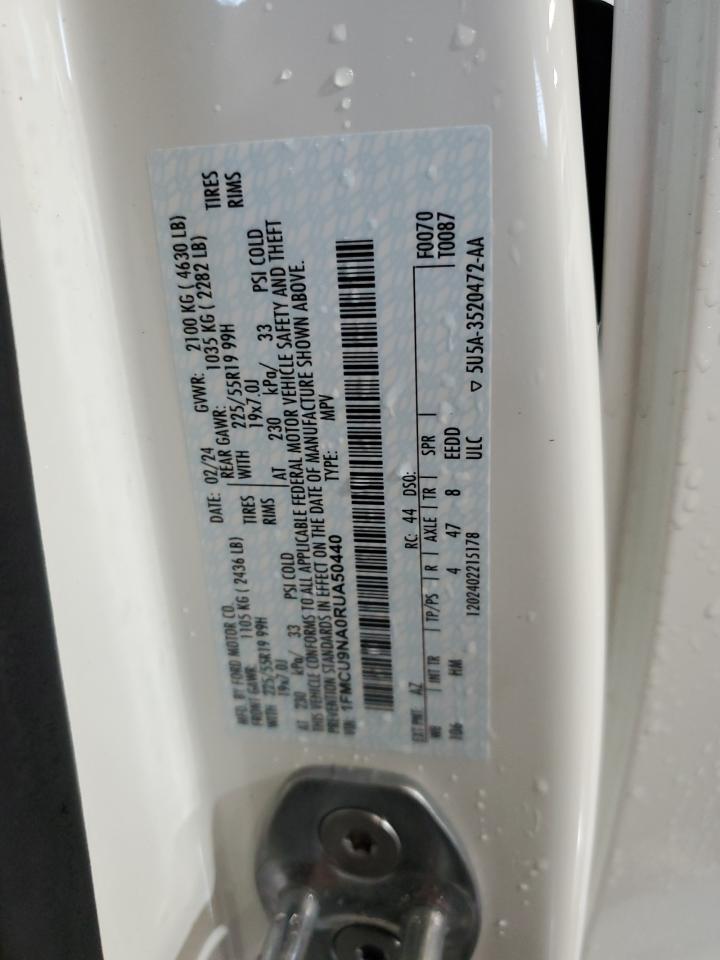 MFD. BY FORD MOTOR CO.
DATE: 02/24 GVWR: 2100 KG ( 4630 LB)
FRONT GAWR: 1105 KG ( 2436 LB) REAR GAWR: 1035 KG ( 2282 LB)
WITH 225/55R19 99H TIRES WITH 225/55R19 99H TIRES
19x7.0J RIMS 19x7.0J RIMS
AT 230 kPa/ 33 PSI COLD AT 230 kPa/ 33 PSI COLD
THIS VEHICLE CONFORMS TO ALL APPLICABLE FEDERAL MOTOR VEHICLE SAFETY AND THEFT
PREVENTION STANDARDS IN EFFECT ON THE DATE OF MANUFACTURE SHOWN ABOVE.
VIN: 1FMCU9NA0RUA50440 TYPE: MPV
EXT PNT: AZ RC: 44 DSO: F0070
WB INT TR TP/PS R AXLE TR SPR T0087
106 HM 4 47 8 EEDD
1202402215178 ULC ▽ 5U5A-3520472-AA